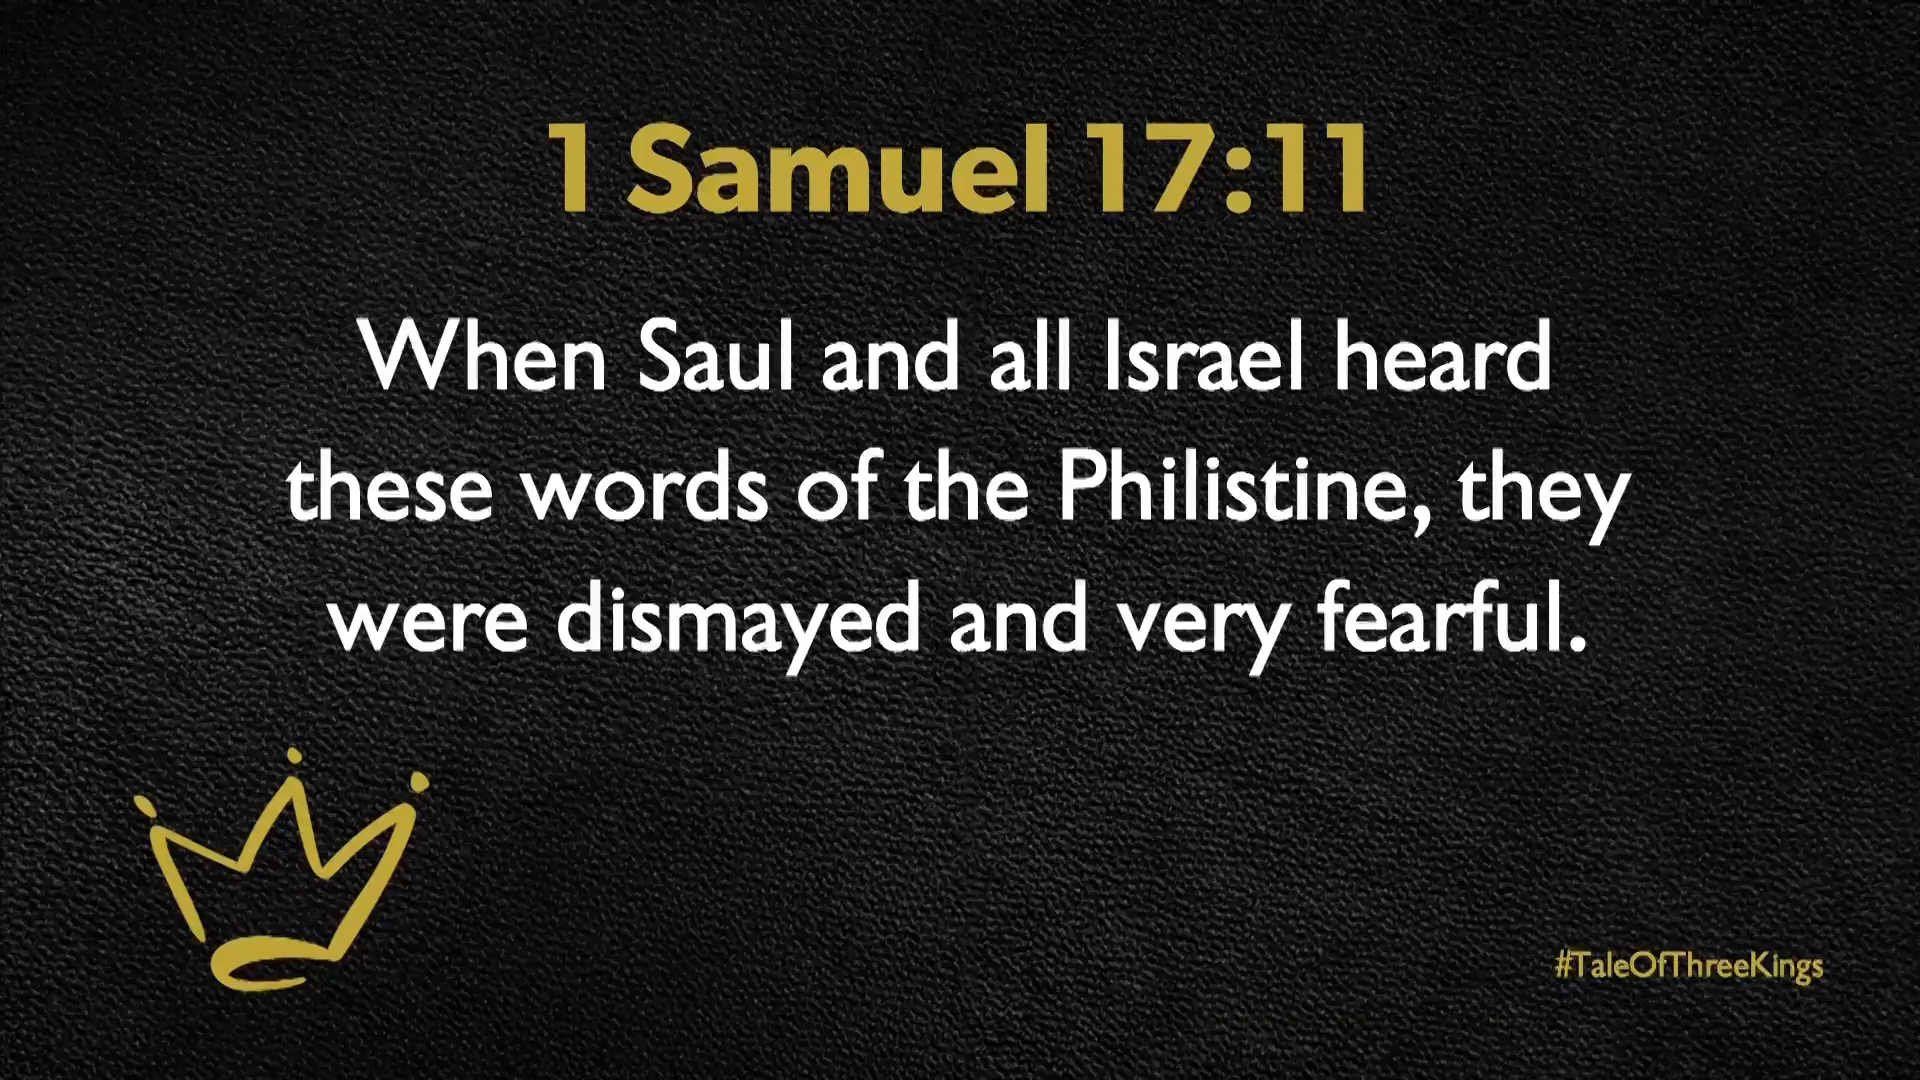 1 Samuel 17:11
When Saul and all Israel heard
these words of the Philistine, they
were dismayed and very fearful.
#TaleOfThreeKings